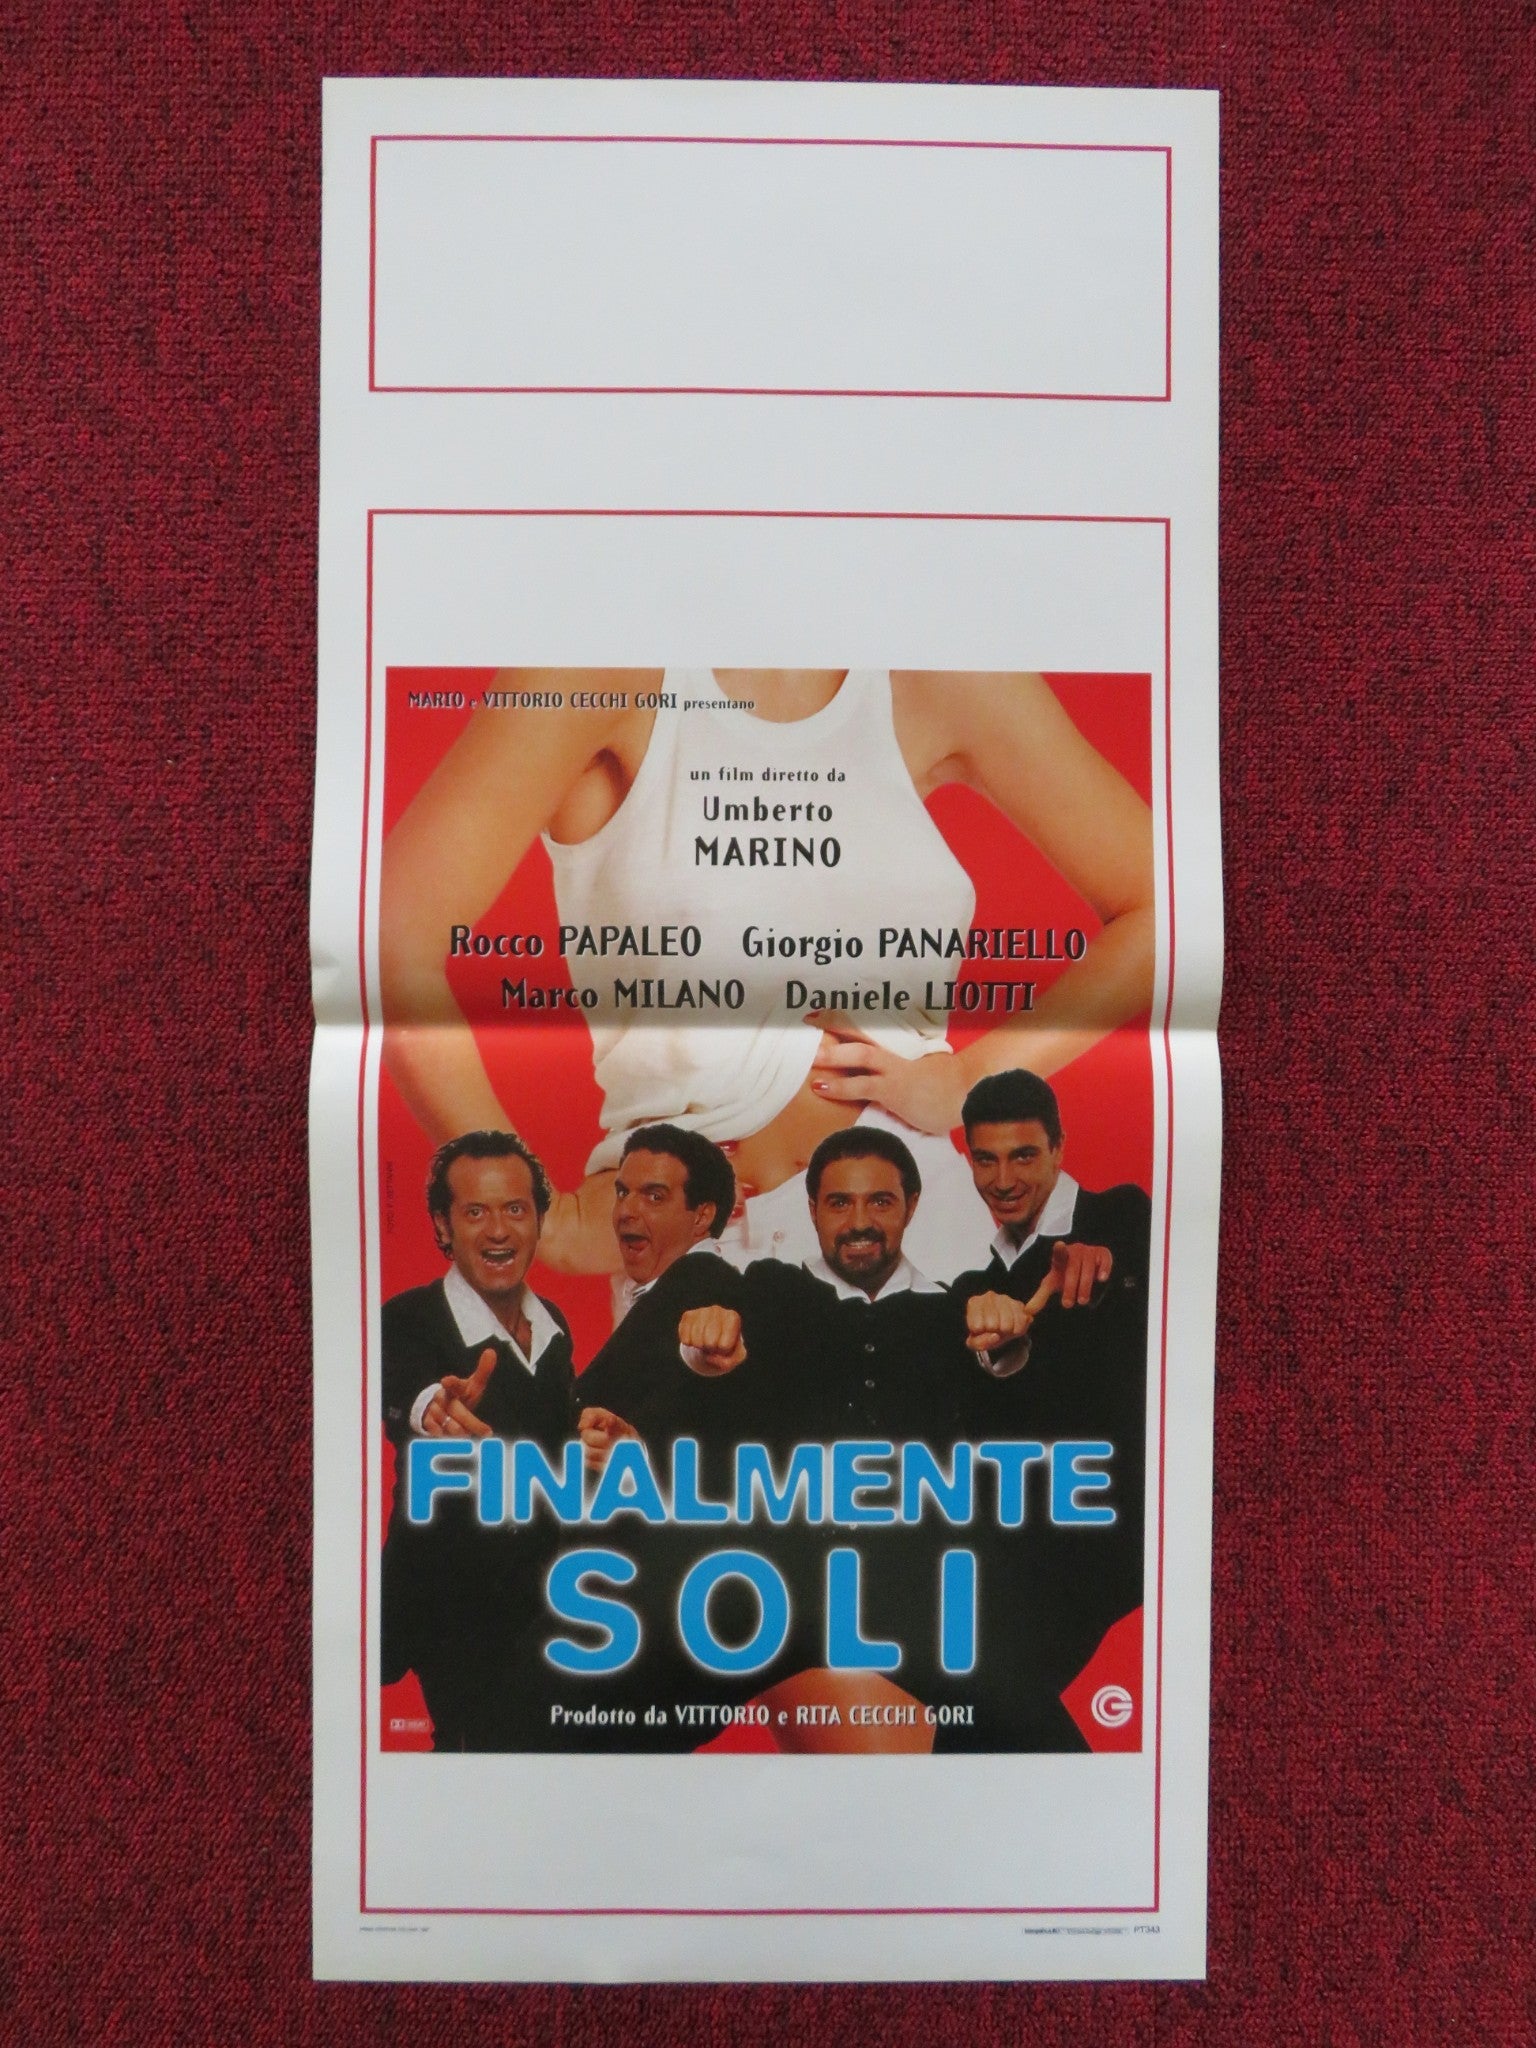 MARIO e VITTORIO CECCHI GORI presentano
un film diretto da
Umberto
MARINO
Rocco PAPALEO Giorgio PANARIELLO
Marco MILANO Daniele LIOTTI
FINALMENTE
SOLI
Prodotto da VITTORIO e RITA CECCHI GORI
PT343